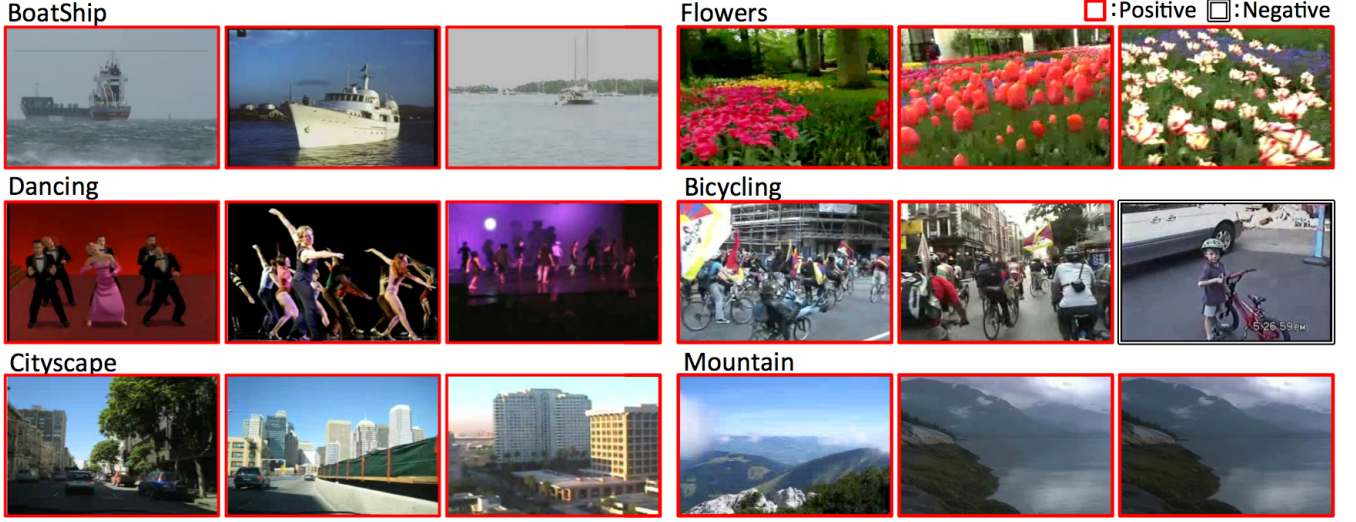 BoatShip
Flowers
:Positive :Negative
Dancing
Bicycling
5:26:59PM
Cityscape
Mountain